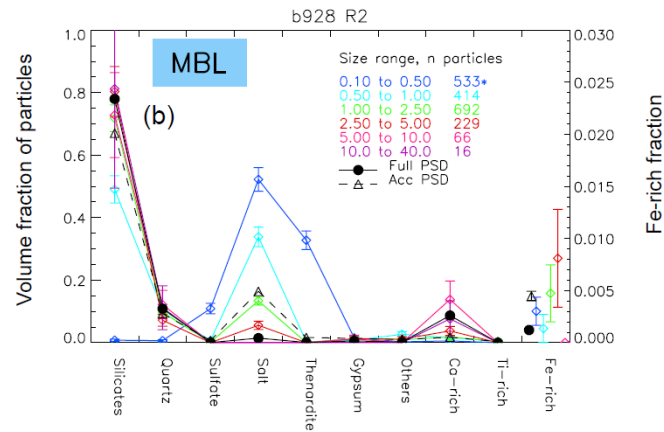 b928 R2
1.0
0.8
0.6
0.4
0.2
Volume fraction of particles
MBL
(b)
Size range, n particles
0.10 to 0.50 533*
0.50 to 1.00 414
1.00 to 2.50 692
2.50 to 5.00 229
5.00 to 10.0 66
10.0 to 40.0 16
Full PSD
Acc PSD
0.030
0.025
0.020
0.015
0.010
0.005
0.000
Fe-rich fraction
Silicates
Quartz
Sulfate
Salt
Thenardite
Gypsum
Others
Ca-rich
Ti-rich
Fe-rich